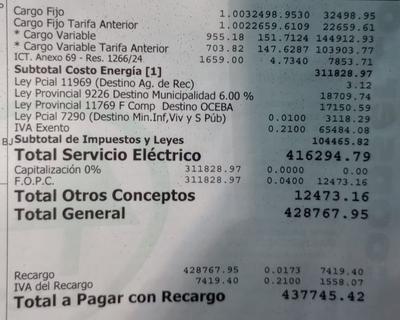 Cargo Fijo 1.0032498.9530 32498.95
Cargo Fijo Tarifa Anterior 1.0022659.6109 22659.61
* Cargo Variable 955.18 151.7124 144912.93
* Cargo Variable Tarifa Anterior 703.82 147.6287 103903.77
ICT. Anexo 69 - Res. 1266/24 1659.00 4.7340 7853.71
Subtotal Costo Energía [1] 311828.97
Ley Pcial 11969 (Destino Ag. de Rec) 3.12
Ley Provincial 9226 Destino Municipalidad 6.00 % 18709.74
Ley Provincial 11769 F Comp Destino OCEBA 17150.59
Ley Pcial 7290 (Destino Min.Inf,Viv y S Púb) 0.0100 3118.29
IVA Exento 0.2100 65484.08
BJ Subtotal de Impuestos y Leyes 104465.82
Total Servicio Eléctrico 416294.79
Capitalización 0% 311828.97 0.0000 0.00
F.O.P.C. 311828.97 0.0400 12473.16
Total Otros Conceptos 12473.16
Total General 428767.95
Recargo 428767.95 0.0173 7419.40
IVA del Recargo 7419.40 0.2100 1558.07
Total a Pagar con Recargo 437745.42